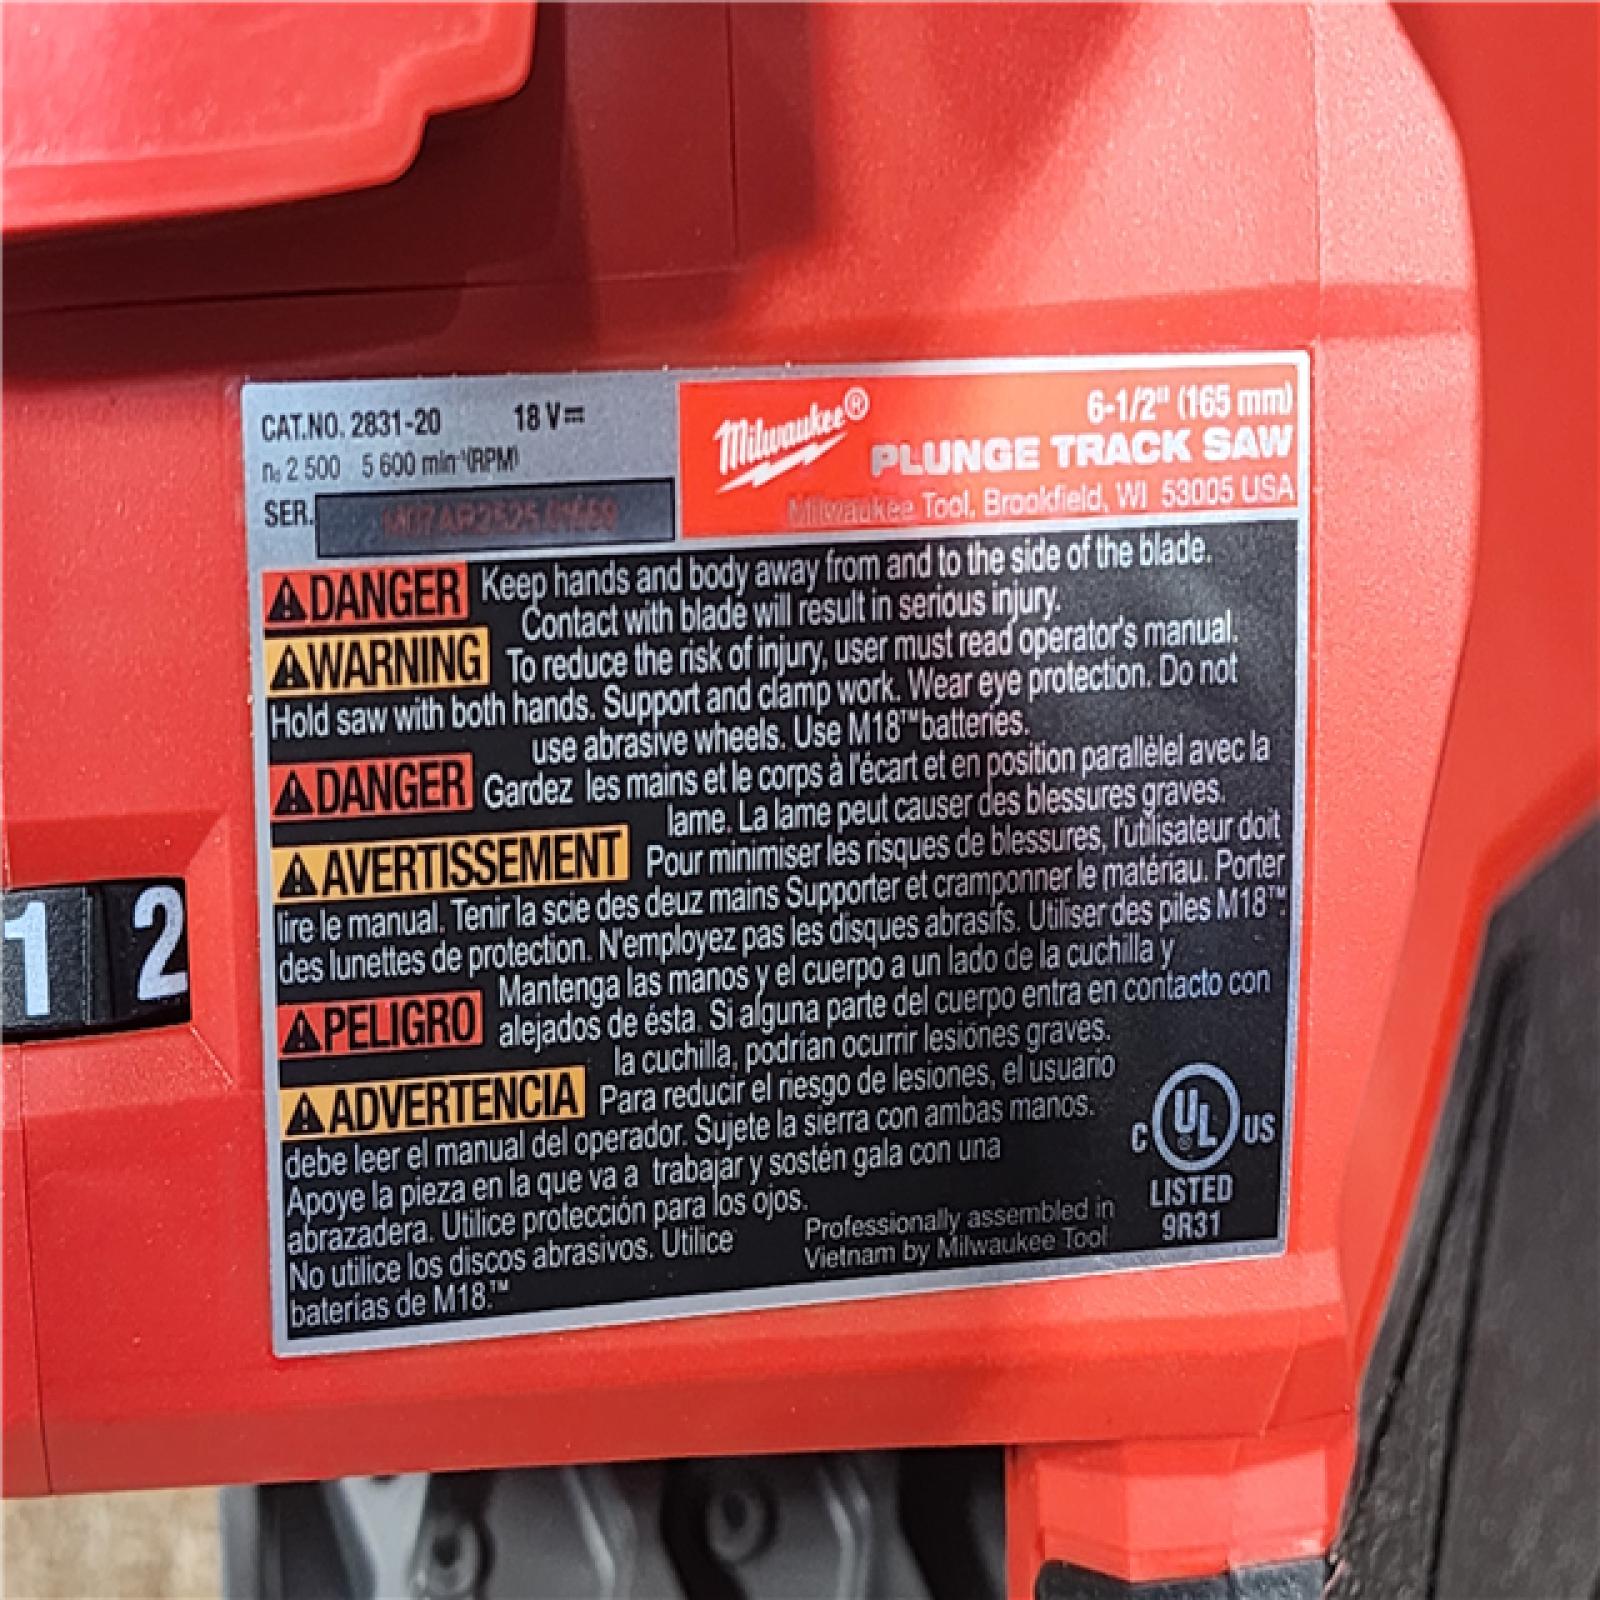 CAT.NO. 2831-20 18 V⎓
n₀ 2 500 5 600 min⁻¹(RPM)
SER.
Milwaukee®
6-1/2" (165 mm)
PLUNGE TRACK SAW
Milwaukee Tool, Brookfield, WI 53005 USA
⚠DANGER Keep hands and body away from and to the side of the blade.
Contact with blade will result in serious injury.
⚠WARNING To reduce the risk of injury, user must read operator's manual.
Hold saw with both hands. Support and clamp work. Wear eye protection. Do not
use abrasive wheels. Use M18™batteries.
⚠DANGER Gardez les mains et le corps à l'écart et en position parallèlel avec la
lame. La lame peut causer des blessures graves.
⚠AVERTISSEMENT Pour minimiser les risques de blessures, l'utilisateur doit
lire le manual. Tenir la scie des deuz mains Supporter et cramponner le matériau. Porter
des lunettes de protection. N'employez pas les disques abrasifs. Utiliser des piles M18™.
⚠PELIGRO Mantenga las manos y el cuerpo a un lado de la cuchilla y
alejados de ésta. Si alguna parte del cuerpo entra en contacto con
la cuchilla, podrían ocurrir lesiones graves.
⚠ADVERTENCIA Para reducir el riesgo de lesiones, el usuario
debe leer el manual del operador. Sujete la sierra con ambas manos.
Apoye la pieza en la que va a trabajar y sostén gala con una
abrazadera. Utilice protección para los ojos.
No utilice los discos abrasivos. Utilice
baterías de M18.™
Professionally assembled in
Vietnam by Milwaukee Tool
C UL® US
LISTED
9R31
1 2